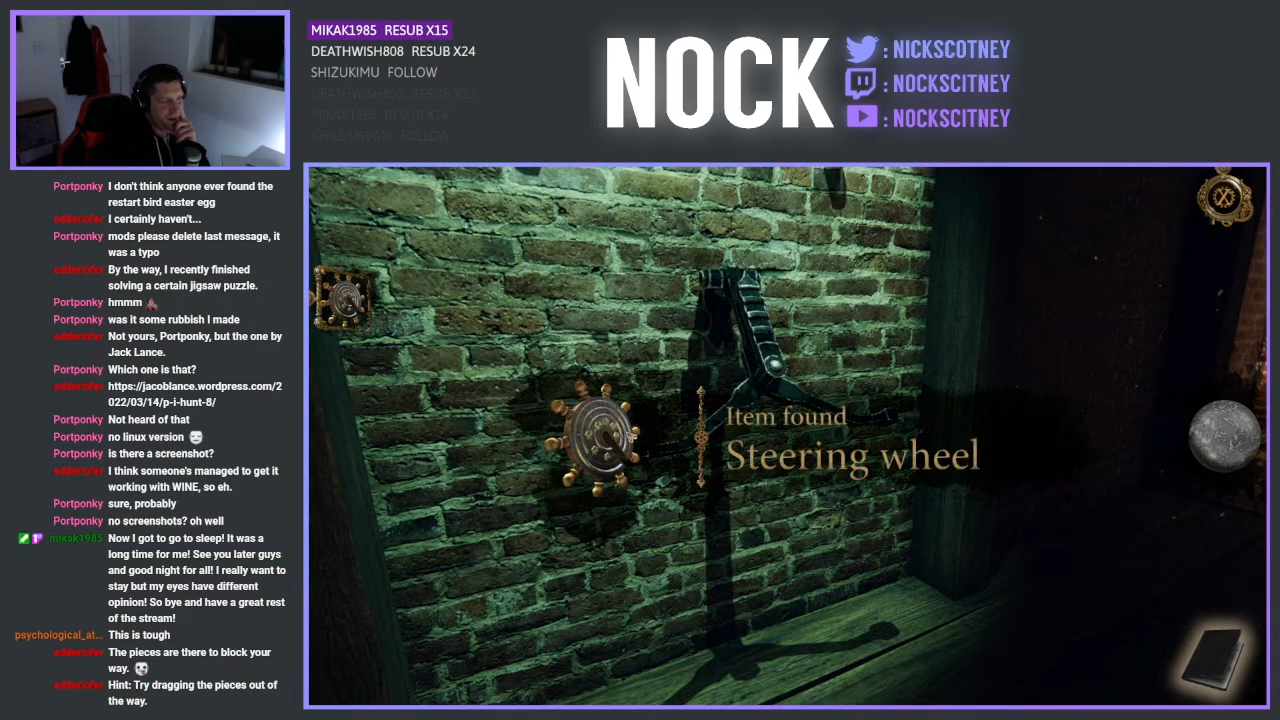 MIKAK1985 RESUB X15
DEATHWISH808 RESUB X24
SHIZUKIMU FOLLOW
DEATHWISH808 RESUB X23
MIKAK1985 RESUB X14
NOCK
: NICKSCOTNEY
: NOCKSCITNEY
: NOCKSCITNEY
Portponky I don't think anyone ever found the
restart bird easter egg
edderiofer I certainly haven't...
Portponky mods please delete last message, it
was a typo
edderiofer By the way, I recently finished
solving a certain jigsaw puzzle.
Portponky hmmm
Portponky was it some rubbish I made
edderiofer Not yours, Portponky, but the one by
Jack Lance.
Portponky Which one is that?
edderiofer https://jacoblance.wordpress.com/2
022/03/14/p-i-hunt-8/
Portponky Not heard of that
Portponky no linux version
Portponky Is there a screenshot?
edderiofer I think someone's managed to get it
working with WINE, so eh.
Portponky sure, probably
Portponky no screenshots? oh well
mikak1985 Now I got to go to sleep! It was a
long time for me! See you later guys
and good night for all! I really want to
stay but my eyes have different
opinion! So bye and have a great rest
of the stream!
psychological_at... This is tough
edderiofer The pieces are there to block your
way.
edderiofer Hint: Try dragging the pieces out of
the way.
Item found
Steering wheel